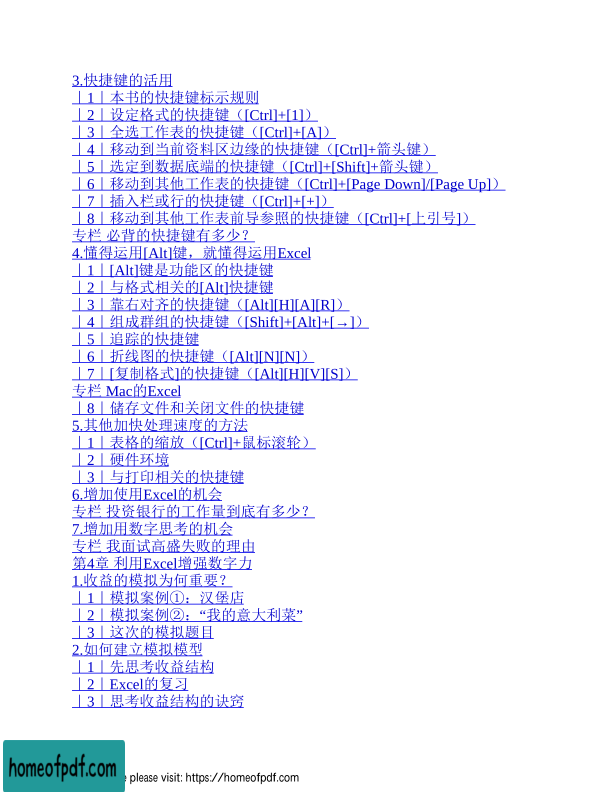 3.快捷键的活用
｜1｜本书的快捷键标示规则
｜2｜设定格式的快捷键（[Ctrl]+[1]）
｜3｜全选工作表的快捷键（[Ctrl]+[A]）
｜4｜移动到当前资料区边缘的快捷键（[Ctrl]+箭头键）
｜5｜选定到数据底端的快捷键（[Ctrl]+[Shift]+箭头键）
｜6｜移动到其他工作表的快捷键（[Ctrl]+[Page Down]/[Page Up]）
｜7｜插入栏或行的快捷键（[Ctrl]+[+]）
｜8｜移动到其他工作表前导参照的快捷键（[Ctrl]+[上引号]）
专栏 必背的快捷键有多少？
4.懂得运用[Alt]键，就懂得运用Excel
｜1｜[Alt]键是功能区的快捷键
｜2｜与格式相关的[Alt]快捷键
｜3｜靠右对齐的快捷键（[Alt][H][A][R]）
｜4｜组成群组的快捷键（[Shift]+[Alt]+[→]）
｜5｜追踪的快捷键
｜6｜折线图的快捷键（[Alt][N][N]）
｜7｜[复制格式]的快捷键（[Alt][H][V][S]）
专栏 Mac的Excel
｜8｜储存文件和关闭文件的快捷键
5.其他加快处理速度的方法
｜1｜表格的缩放（[Ctrl]+鼠标滚轮）
｜2｜硬件环境
｜3｜与打印相关的快捷键
6.增加使用Excel的机会
专栏 投资银行的工作量到底有多少？
7.增加用数字思考的机会
专栏 我面试高盛失败的理由
第4章 利用Excel增强数字力
1.收益的模拟为何重要？
｜1｜模拟案例①：汉堡店
｜2｜模拟案例②：“我的意大利菜”
｜3｜这次的模拟题目
2.如何建立模拟模型
｜1｜先思考收益结构
｜2｜Excel的复习
｜3｜思考收益结构的诀窍
homeofpdf.com
please visit: https://homeofpdf.com